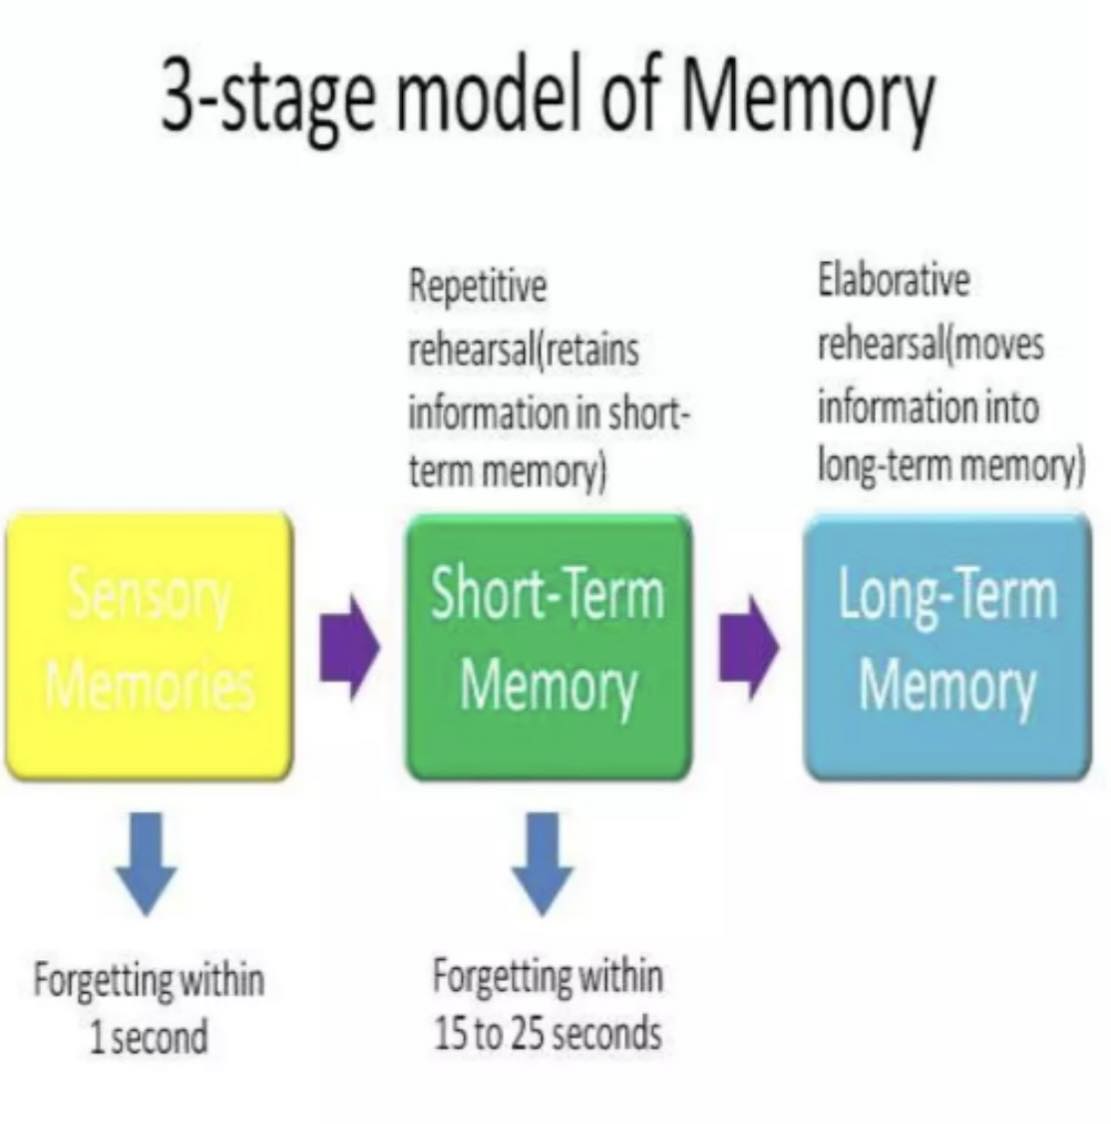 3-stage model of Memory
Repetitive
rehearsal(retains
information in short-
term memory)
Elaborative
rehearsal(moves
information into
long-term memory)
Sensory
Memories
Short-Term
Memory
Long-Term
Memory
Forgetting within
1 second
Forgetting within
15 to 25 seconds